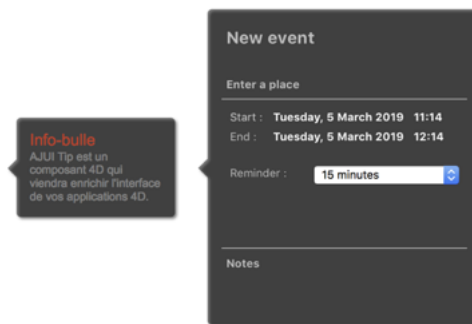 Info-bulle
AJUI Tip est un
composant 4D qui
viendra enrichir l'interface
de vos applications 4D.
New event
Enter a place
Start : Tuesday, 5 March 2019 11:14
End : Tuesday, 5 March 2019 12:14
Reminder : 15 minutes
Notes